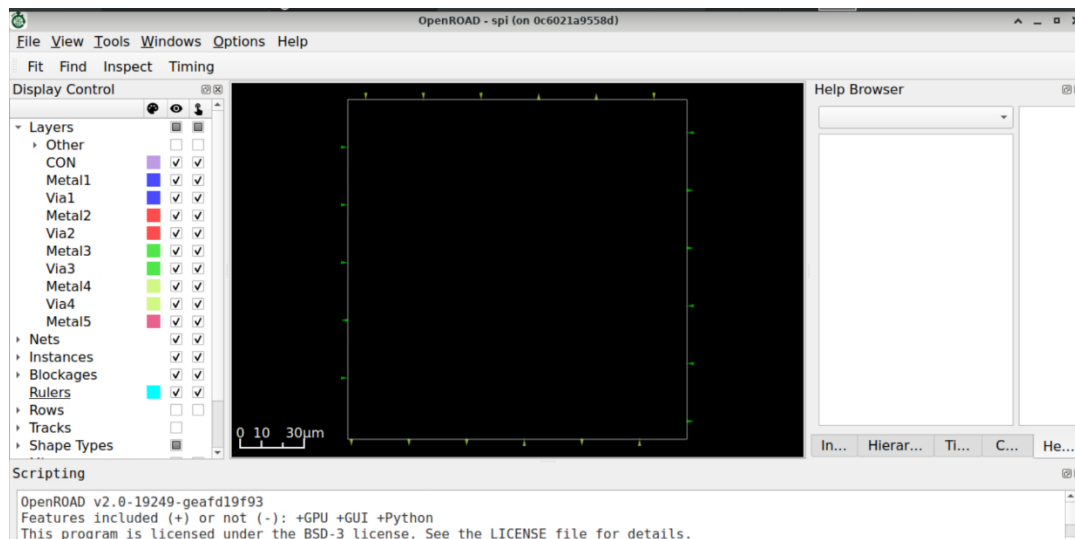 OpenROAD - spi (on 0c6021a9558d)
File View Tools Windows Options Help
Fit Find Inspect Timing
Display Control
Help Browser
Layers
Other
CON
Metal1
Via1
Metal2
Via2
Metal3
Via3
Metal4
Via4
Metal5
Nets
Instances
Blockages
Rulers
Rows
Tracks
Shape Types
0 10 30μm
In... Hierar... Ti... C... He...
Scripting
OpenROAD v2.0-19249-geafd19f93
Features included (+) or not (-): +GPU +GUI +Python
This program is licensed under the BSD-3 license. See the LICENSE file for details.